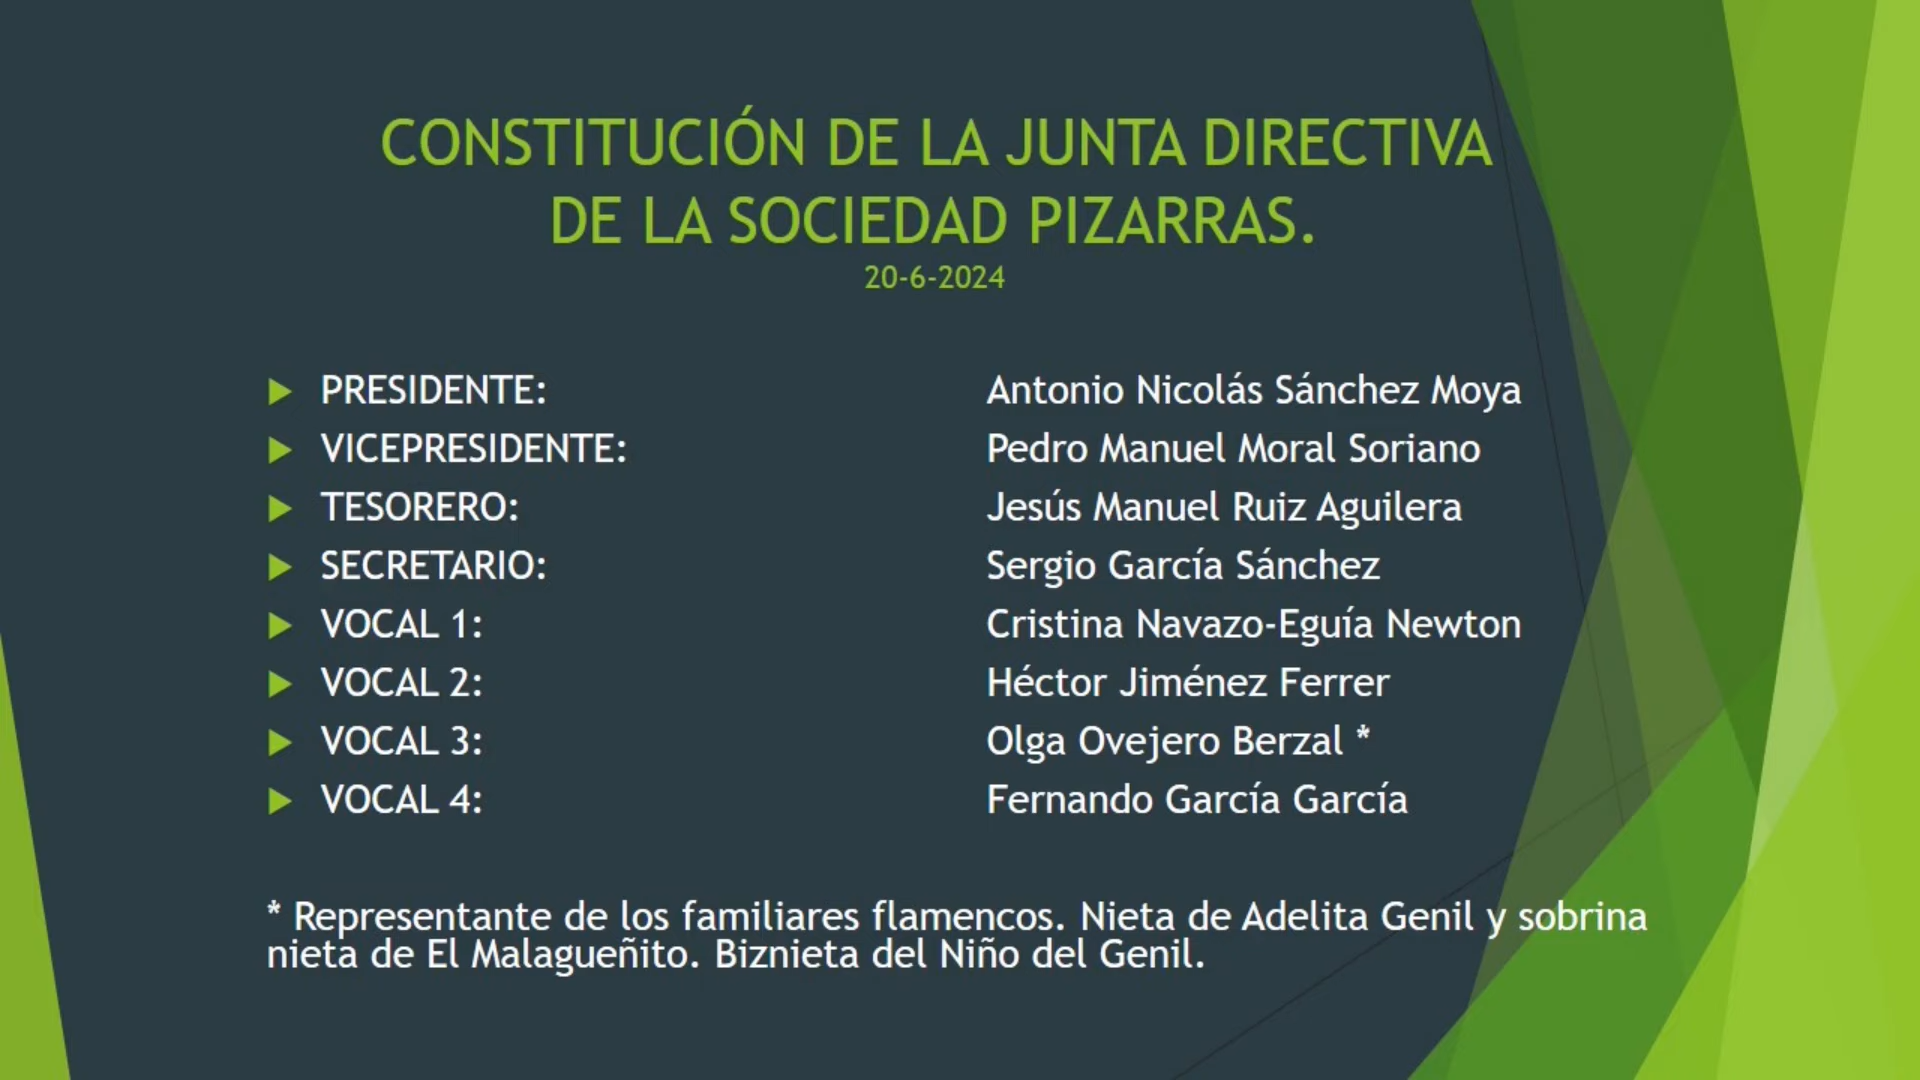 CONSTITUCIÓN DE LA JUNTA DIRECTIVA
DE LA SOCIEDAD PIZARRAS.
20-6-2024
PRESIDENTE: Antonio Nicolás Sánchez Moya
VICEPRESIDENTE: Pedro Manuel Moral Soriano
TESORERO: Jesús Manuel Ruiz Aguilera
SECRETARIO: Sergio García Sánchez
VOCAL 1: Cristina Navazo-Eguía Newton
VOCAL 2: Héctor Jiménez Ferrer
VOCAL 3: Olga Ovejero Berzal *
VOCAL 4: Fernando García García
* Representante de los familiares flamencos. Nieta de Adelita Genil y sobrina
nieta de El Malagueñito. Biznieta del Niño del Genil.